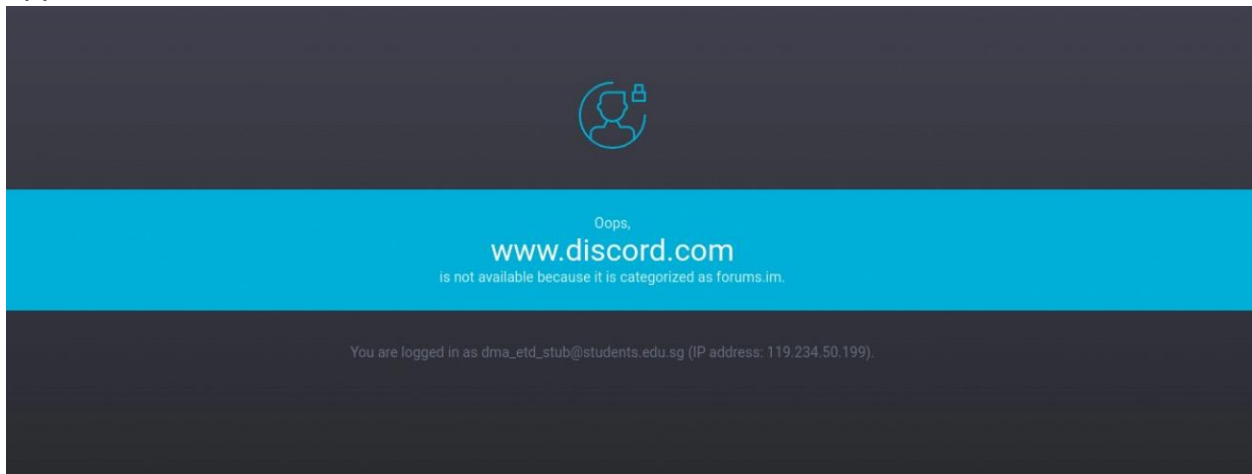 Oops,
www.discord.com
is not available because it is categorized as forums.im.
You are logged in as dma_etd_stub@students.edu.sg (IP address: 119.234.50.199).